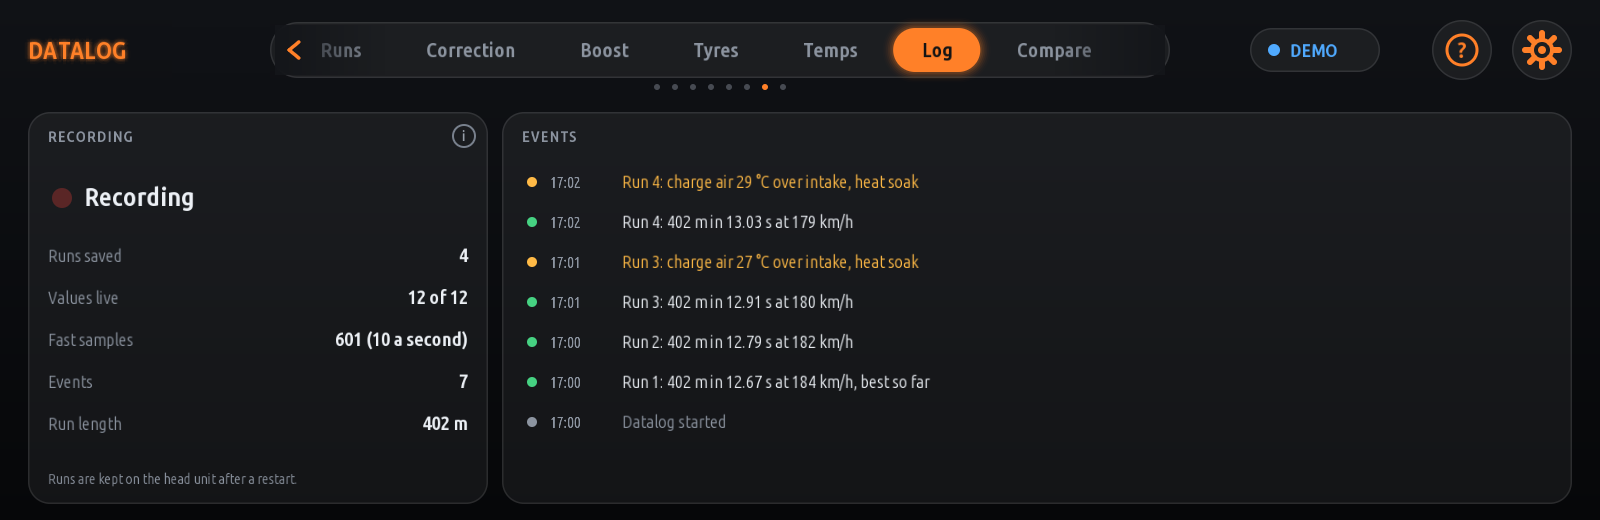 DATALOG
Runs Correction Boost Tyres Temps Log Compare
DEMO
?
RECORDING
i
Recording
Runs saved 4
Values live 12 of 12
Fast samples 601 (10 a second)
Events 7
Run length 402 m
Runs are kept on the head unit after a restart.
EVENTS
17:02 Run 4: charge air 29 °C over intake, heat soak
17:02 Run 4: 402 m in 13.03 s at 179 km/h
17:01 Run 3: charge air 27 °C over intake, heat soak
17:01 Run 3: 402 m in 12.91 s at 180 km/h
17:00 Run 2: 402 m in 12.79 s at 182 km/h
17:00 Run 1: 402 m in 12.67 s at 184 km/h, best so far
17:00 Datalog started